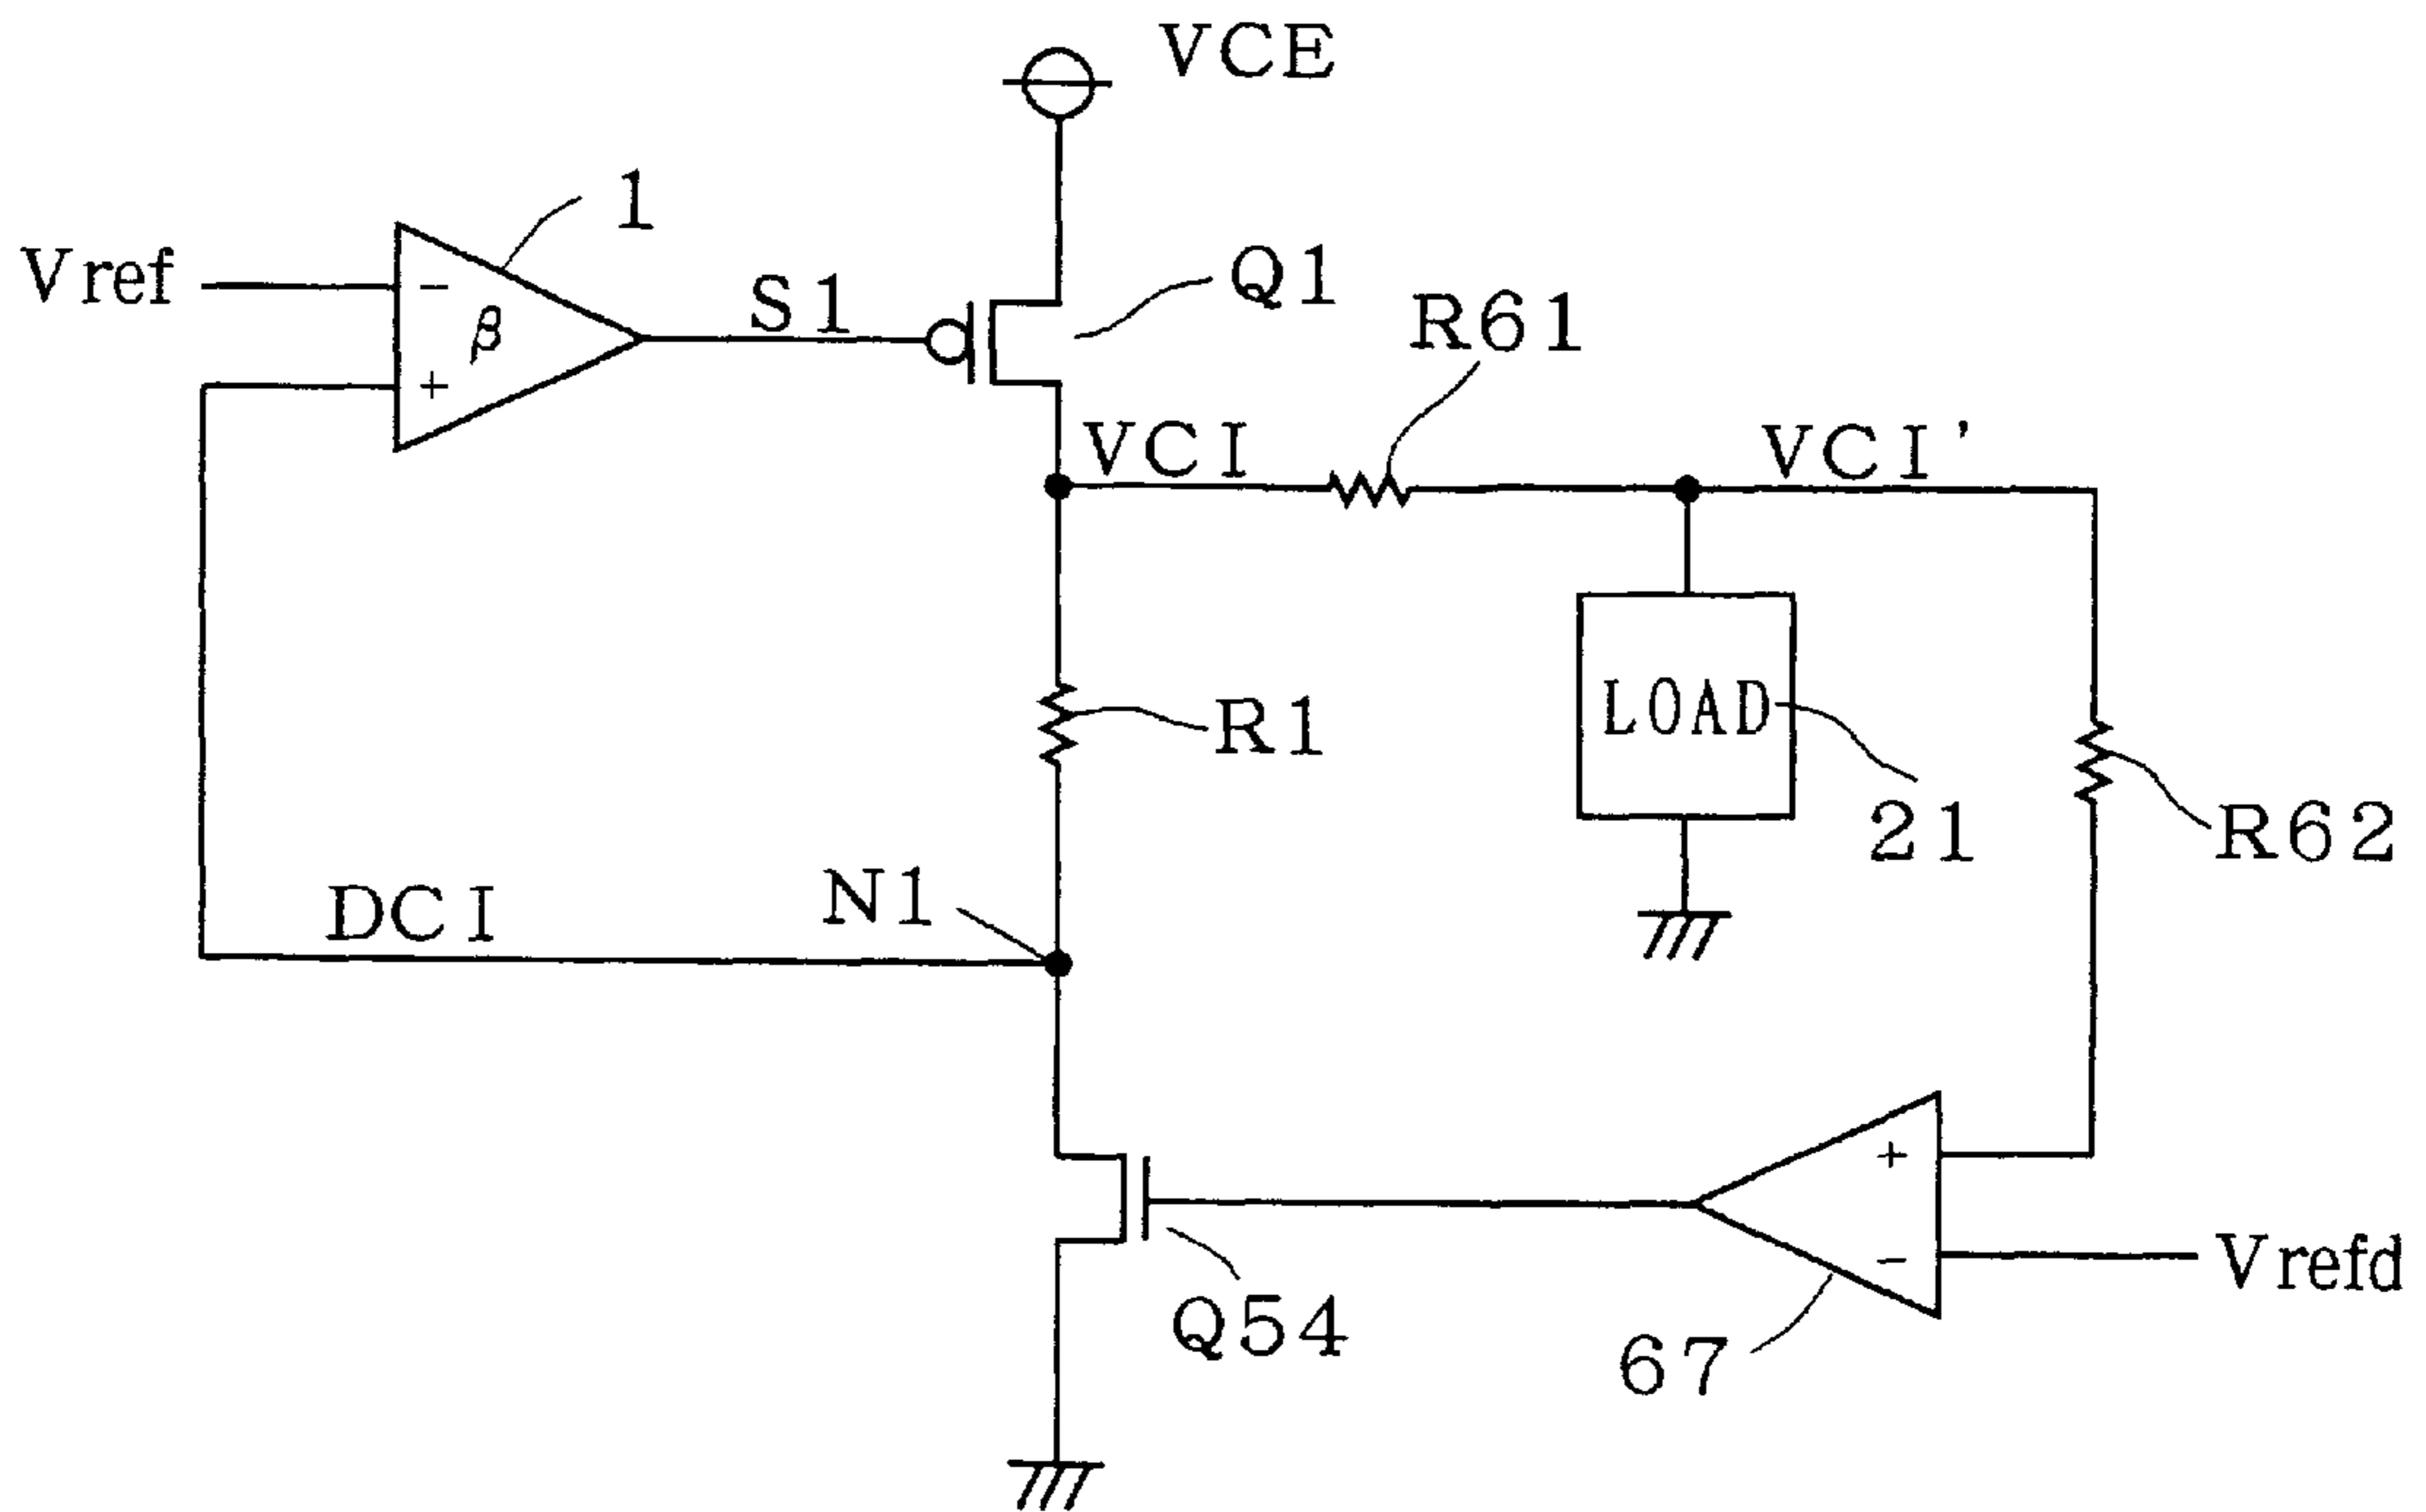 VCE
1
Vref
-
β
+
S1
Q1
R61
VCI
VCI'
R1
LOAD
21
R62
DCI
N1
+
-
Vrefd
Q54
67